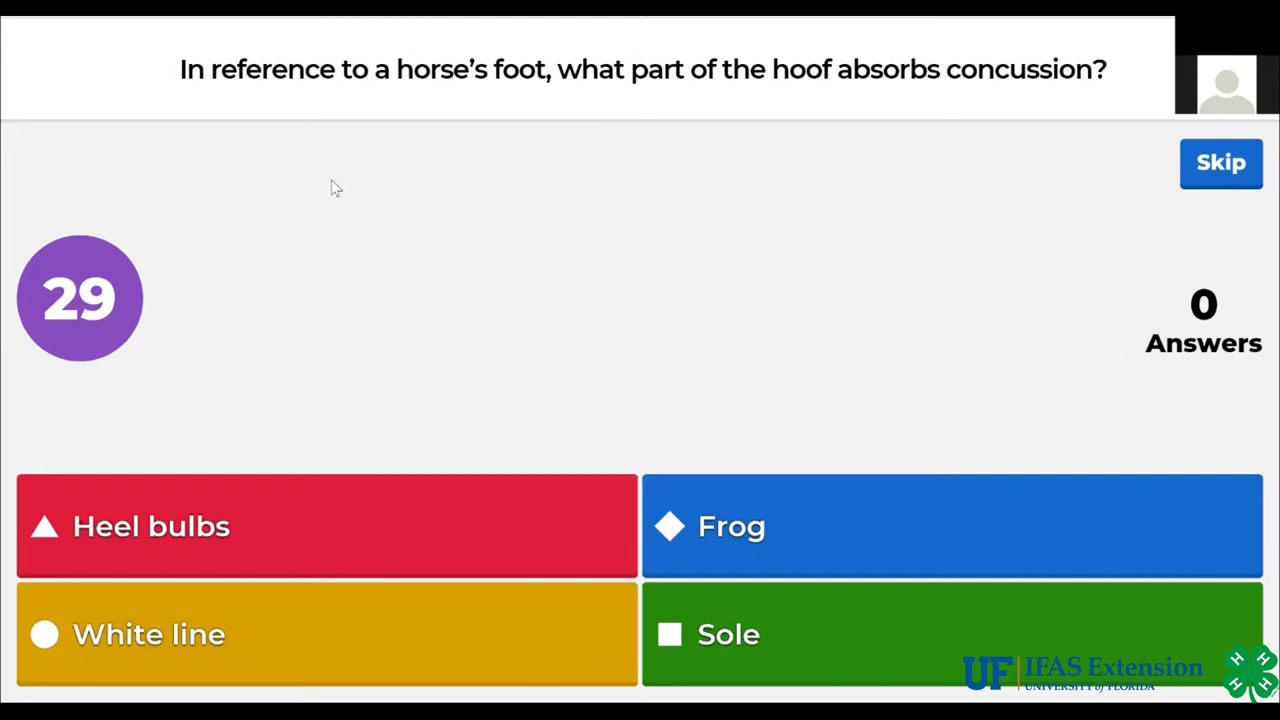 In reference to a horse's foot, what part of the hoof absorbs concussion?
Skip
29
0
Answers
Heel bulbs
Frog
White line
Sole
UF IFAS Extension
UNIVERSITY of FLORIDA
H H
H H